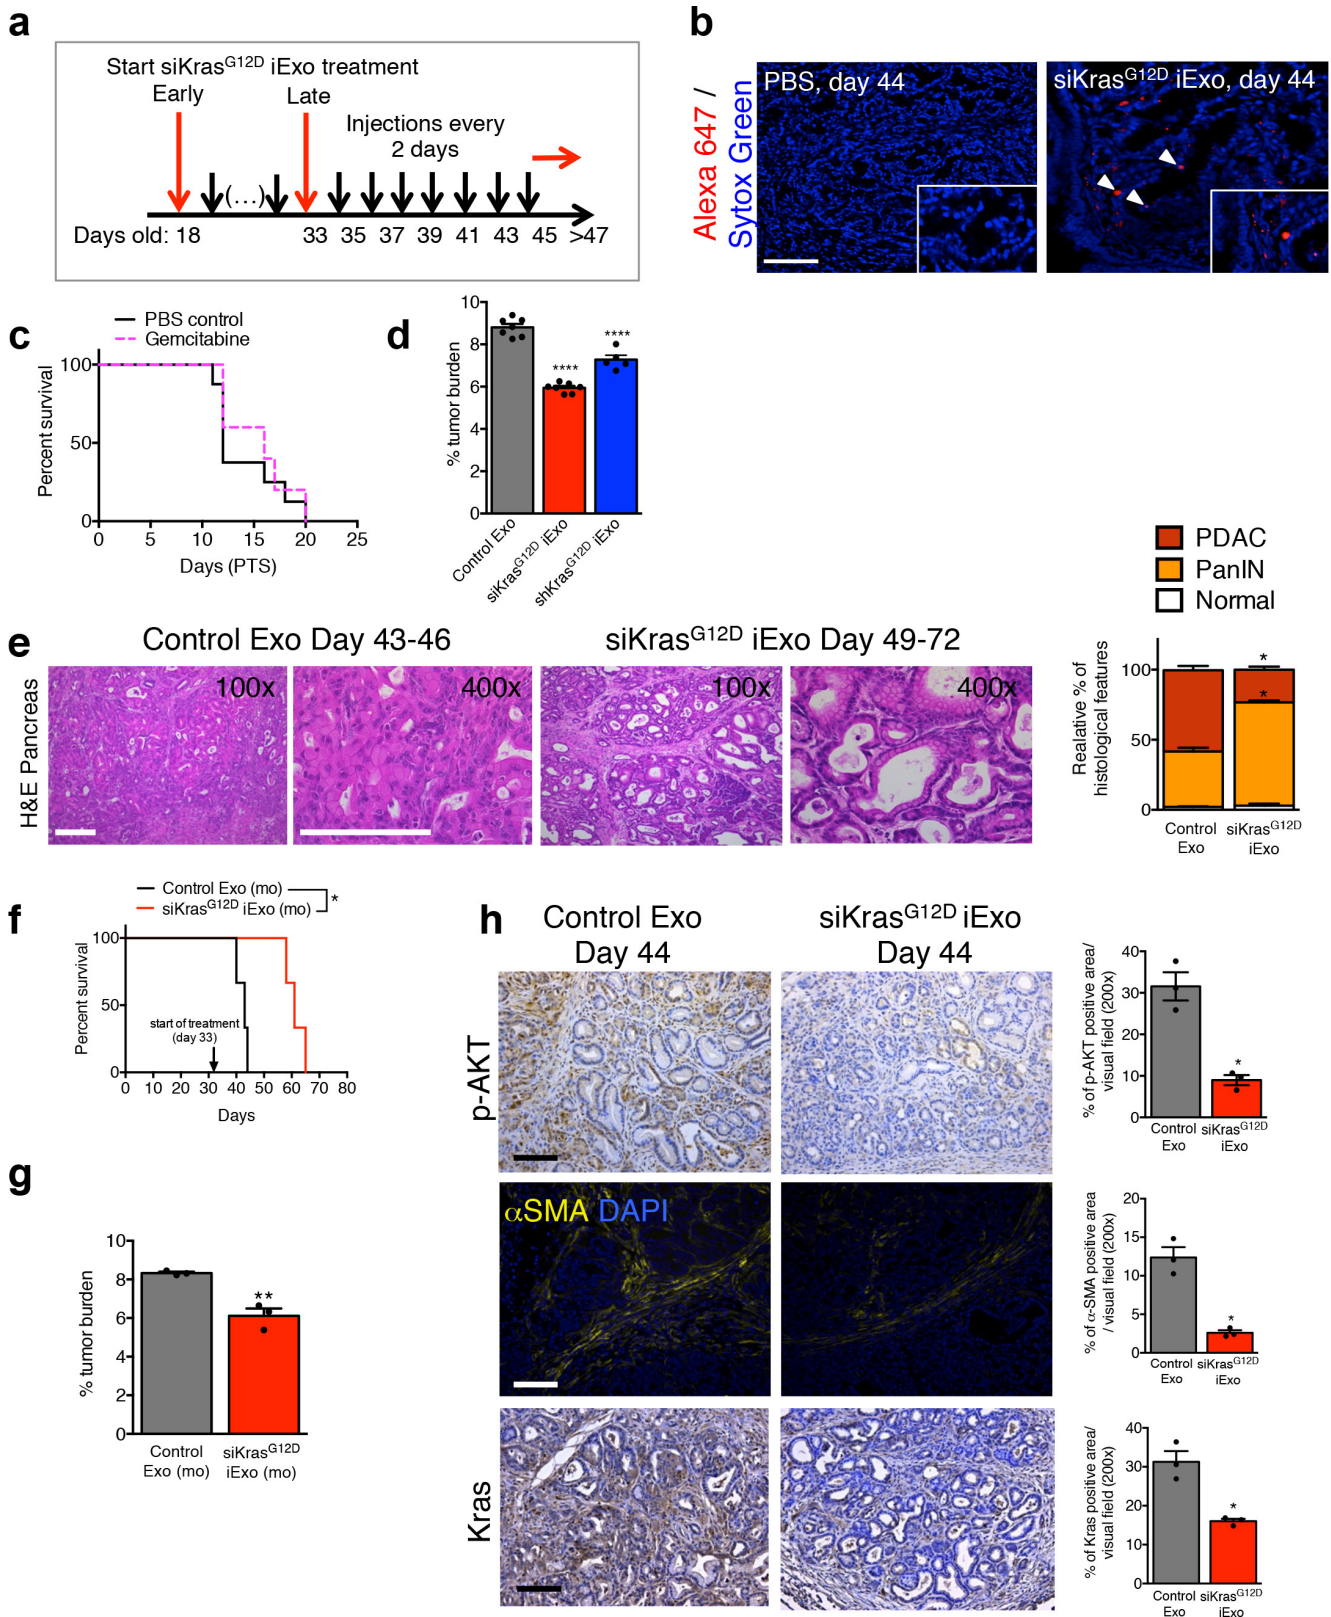 a
Start siKrasG12D iExo treatment
Early
Late
Injections every
2 days
(...)
Days old: 18
33 35 37 39 41 43 45 >47
b
Alexa 647 /
Sytox Green
PBS, day 44
siKrasG12D iExo, day 44
c
PBS control
Gemcitabine
Percent survival
100
50
0
0 5 10 15 20 25
Days (PTS)
d
% tumor burden
10
8
6
4
2
0
****
****
Control Exo
siKrasG12D iExo
shKrasG12D iExo
PDAC
PanIN
Normal
e
Control Exo Day 43-46
siKrasG12D iExo Day 49-72
H&E Pancreas
100x
400x
100x
400x
Realative % of
histological features
100
50
0
*
*
Control
Exo
siKrasG12D
iExo
f
Control Exo (mo)
siKrasG12D iExo (mo)
*
Percent survival
100
50
0
start of treatment
(day 33)
0 10 20 30 40 50 60 70 80
Days
g
% tumor burden
10
8
6
4
2
0
**
Control
Exo (mo)
siKrasG12D
iExo (mo)
h
Control Exo
Day 44
siKrasG12D iExo
Day 44
p-AKT
% of p-AKT positive area/
visual field (200x)
40
30
20
10
0
*
Control
Exo
siKrasG12D
iExo
αSMA DAPI
% of α-SMA positive area
/ visual field (200x)
20
15
10
5
0
*
Control
Exo
siKrasG12D
iExo
Kras
% of Kras positive area/
visual field (200x)
40
30
20
10
0
*
Control
Exo
siKrasG12D
iExo